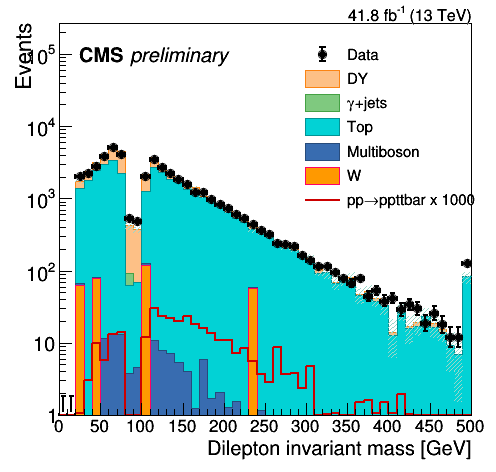 41.8 fb⁻¹ (13 TeV)
Events
CMS preliminary
Data
DY
γ+jets
Top
Multiboson
W
pp→ppttbar x 1000
10⁵
10⁴
10³
10²
10
1
0 50 100 150 200 250 300 350 400 450 500
Dilepton invariant mass [GeV]